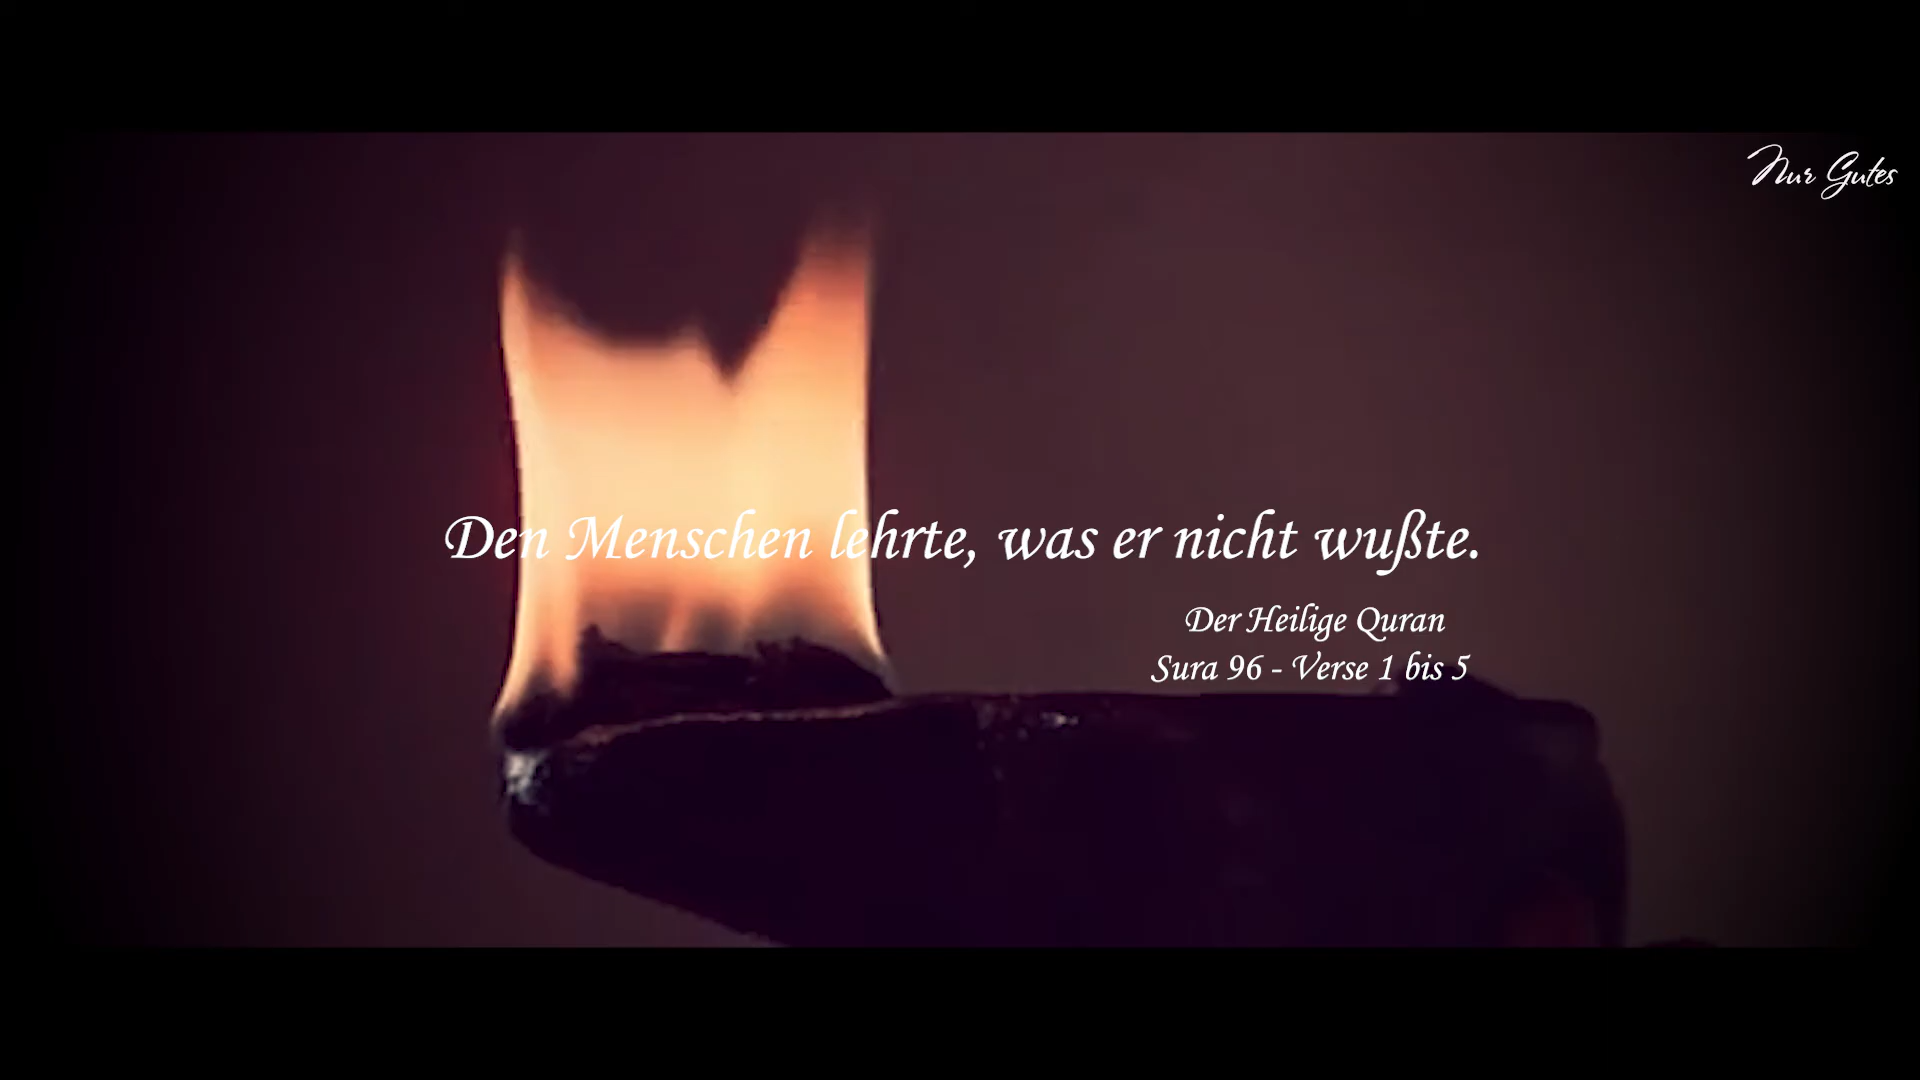 Nur Gutes
Den Menschen lehrte, was er nicht wußte.
Der Heilige Quran
Sura 96 - Verse 1 bis 5